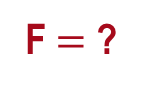 F = ?